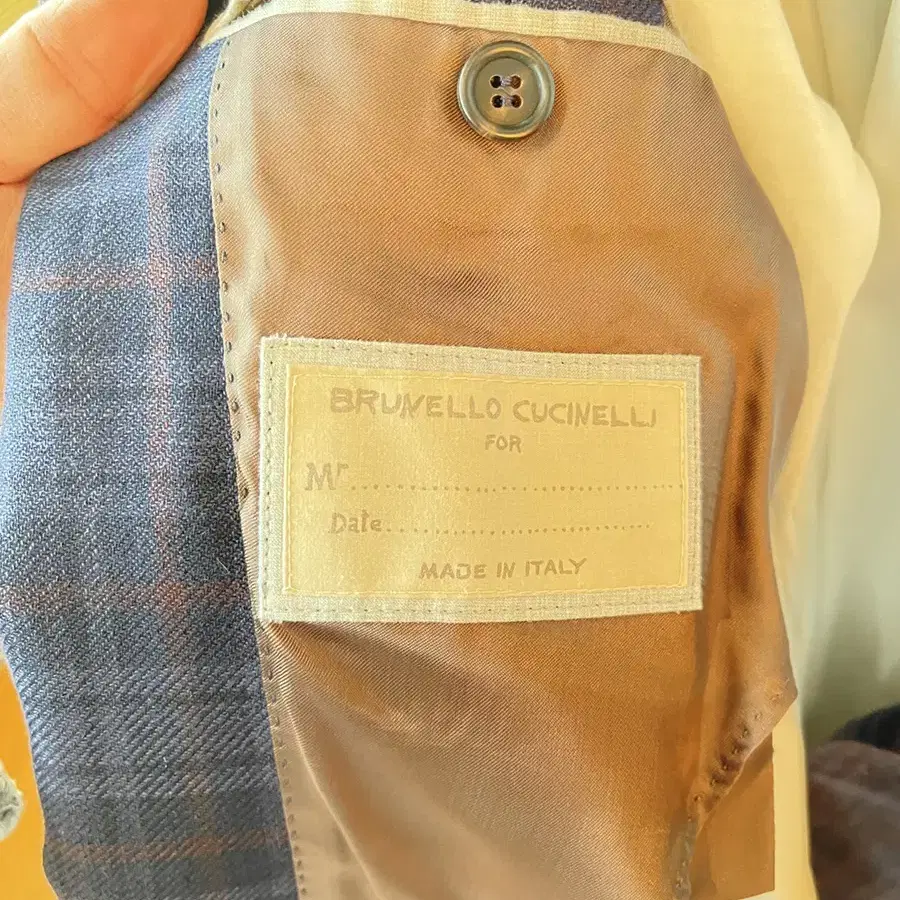 BRUNELLO CUCINELLI
FOR
Mr..............................
Date..............................
MADE IN ITALY